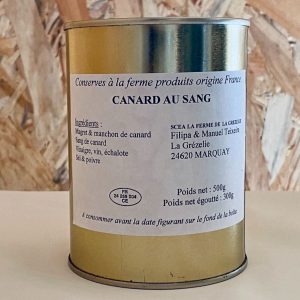 Conserves à la ferme produits origine France
CANARD AU SANG
Ingrédients :
Magret & manchon de canard
Sang de canard
Vinaigre, vin, échalote
Sel & poivre
SCEA LA FERME DE LA GREZELIE
Filipa & Manuel Teixeira
La Grézelie
24620 MARQUAY
FR
CE
Poids net : 500g
Poids net égoutté : 300g
A consommer avant la date figurant sur le fond de la boîte